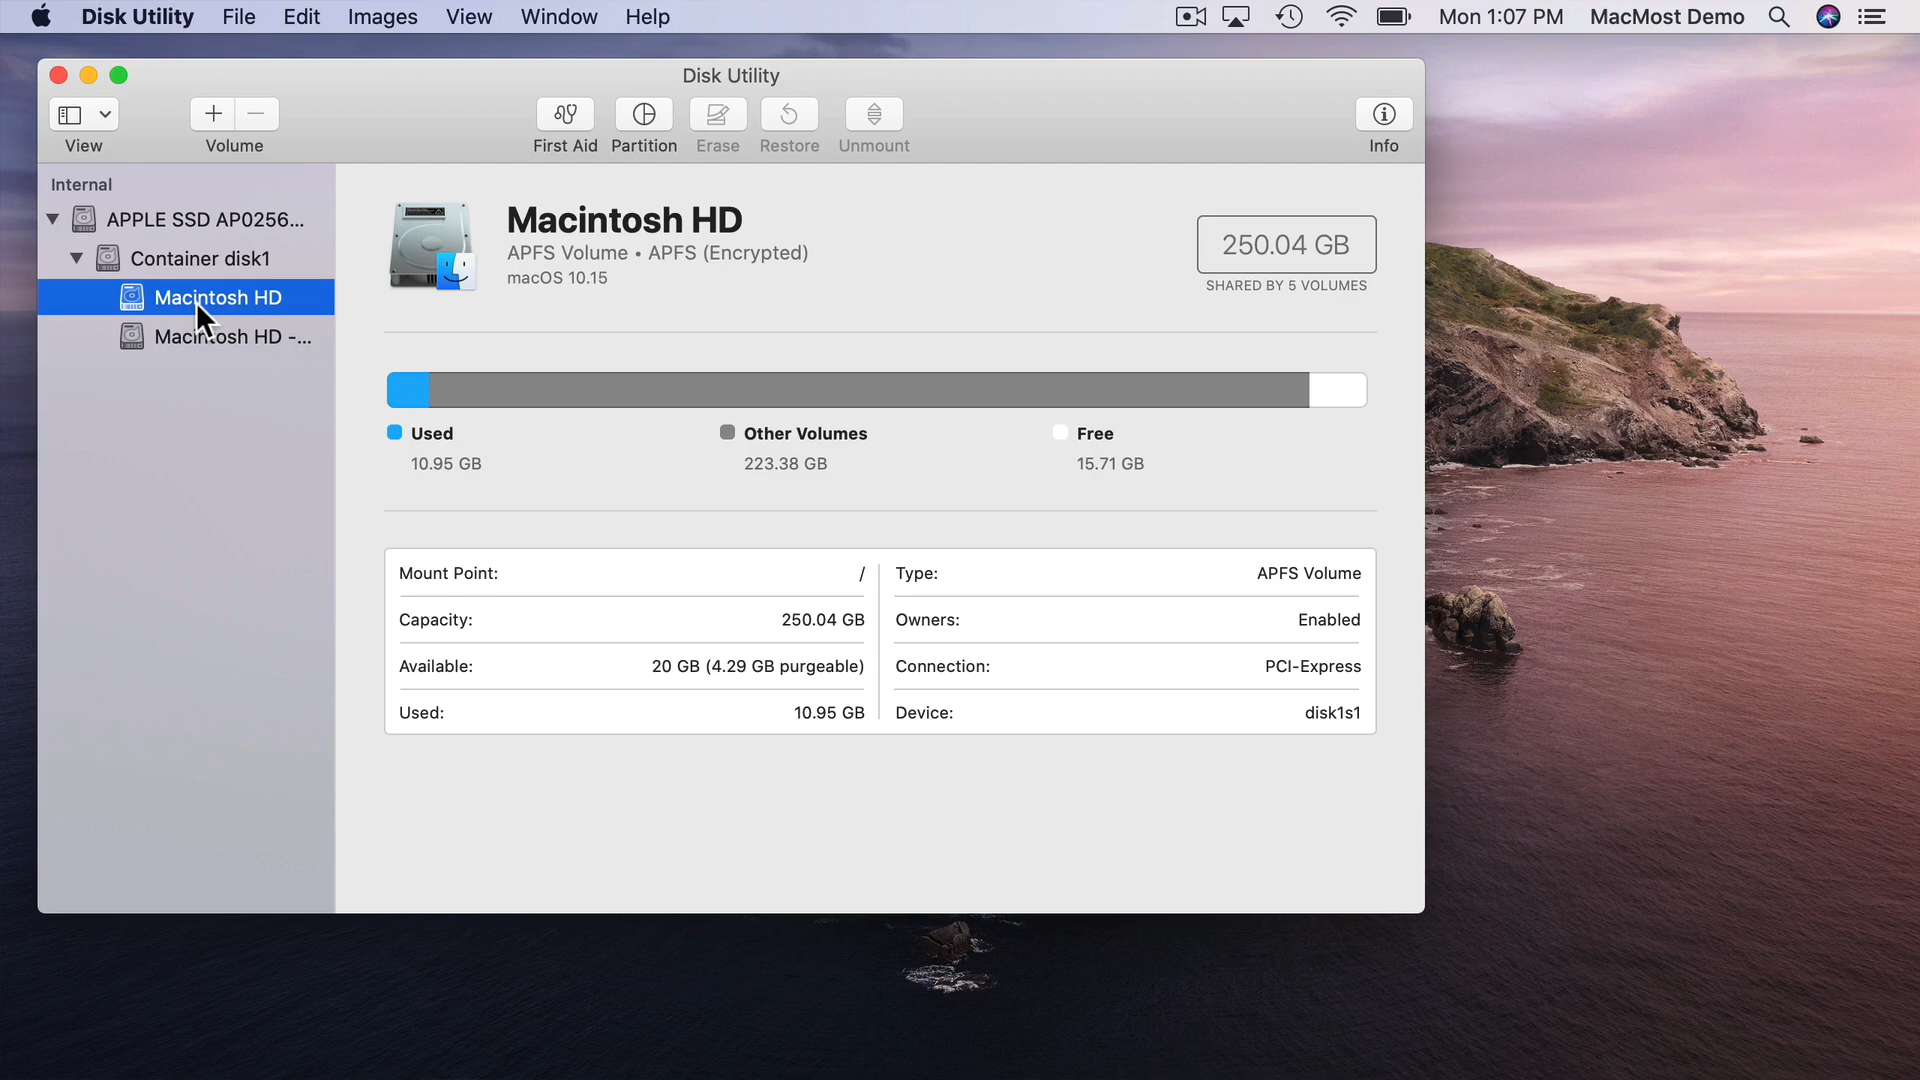 Disk Utility File Edit Images View Window Help Mon 1:07 PM MacMost Demo
Disk Utility
View Volume First Aid Partition Erase Restore Unmount Info
Internal
APPLE SSD AP0256...
Container disk1
Macintosh HD
Macintosh HD -...
Macintosh HD
APFS Volume • APFS (Encrypted)
macOS 10.15
250.04 GB
SHARED BY 5 VOLUMES
Used
10.95 GB
Other Volumes
223.38 GB
Free
15.71 GB
Mount Point: /
Capacity: 250.04 GB
Available: 20 GB (4.29 GB purgeable)
Used: 10.95 GB
Type: APFS Volume
Owners: Enabled
Connection: PCI-Express
Device: disk1s1